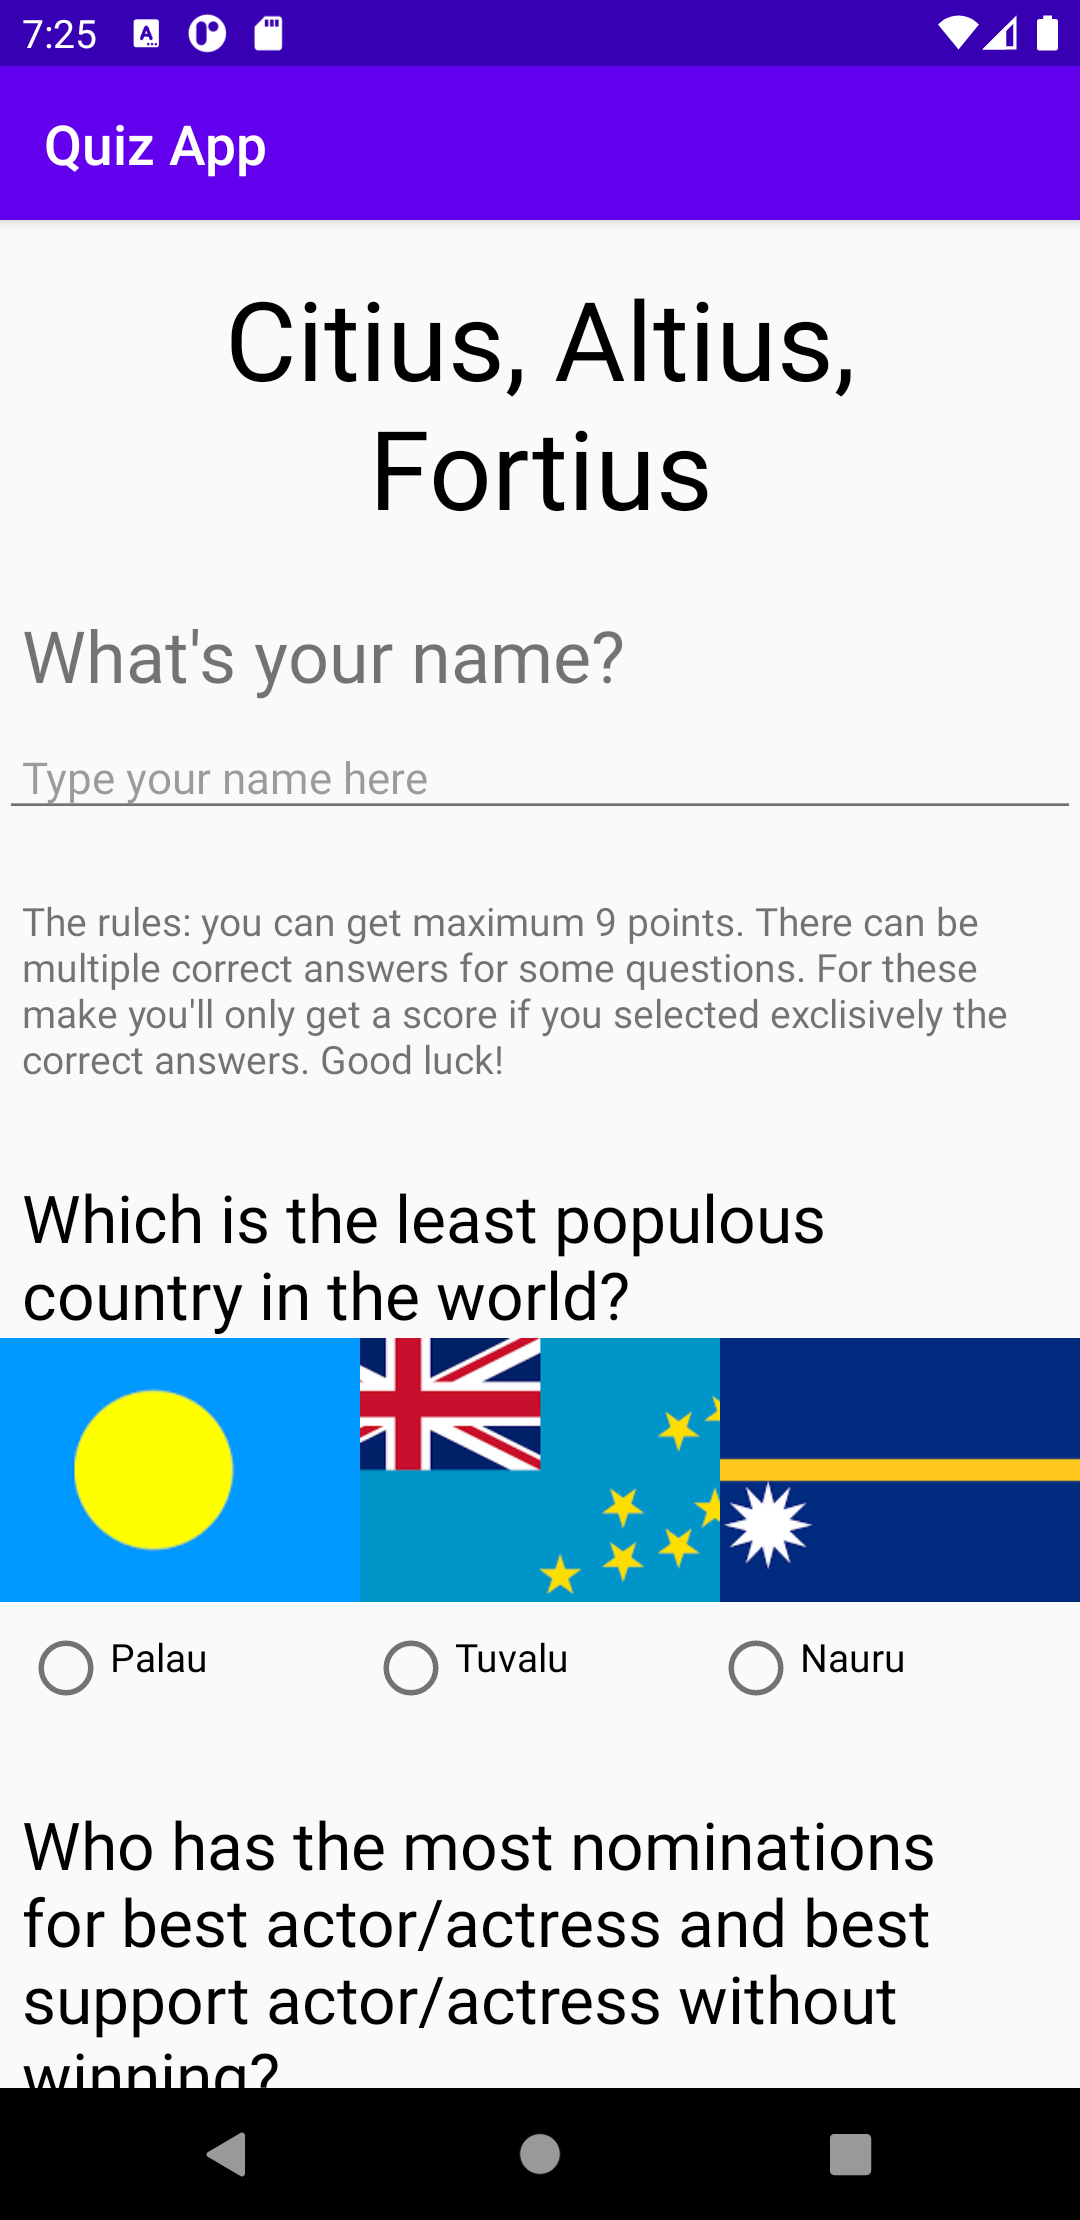 7:25
Quiz App
Citius, Altius,
Fortius
What's your name?
Type your name here
The rules: you can get maximum 9 points. There can be
multiple correct answers for some questions. For these
make you'll only get a score if you selected exclisively the
correct answers. Good luck!
Which is the least populous
country in the world?
Palau
Tuvalu
Nauru
Who has the most nominations
for best actor/actress and best
support actor/actress without
winning?